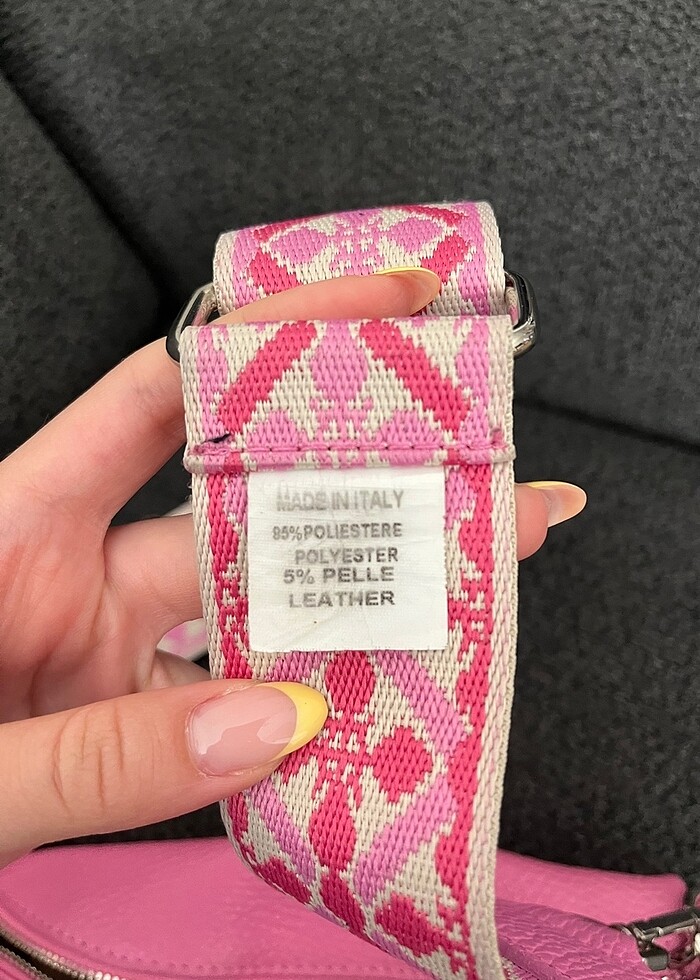 MADE IN ITALY
95%POLIESTERE
POLYESTER
5% PELLE
LEATHER